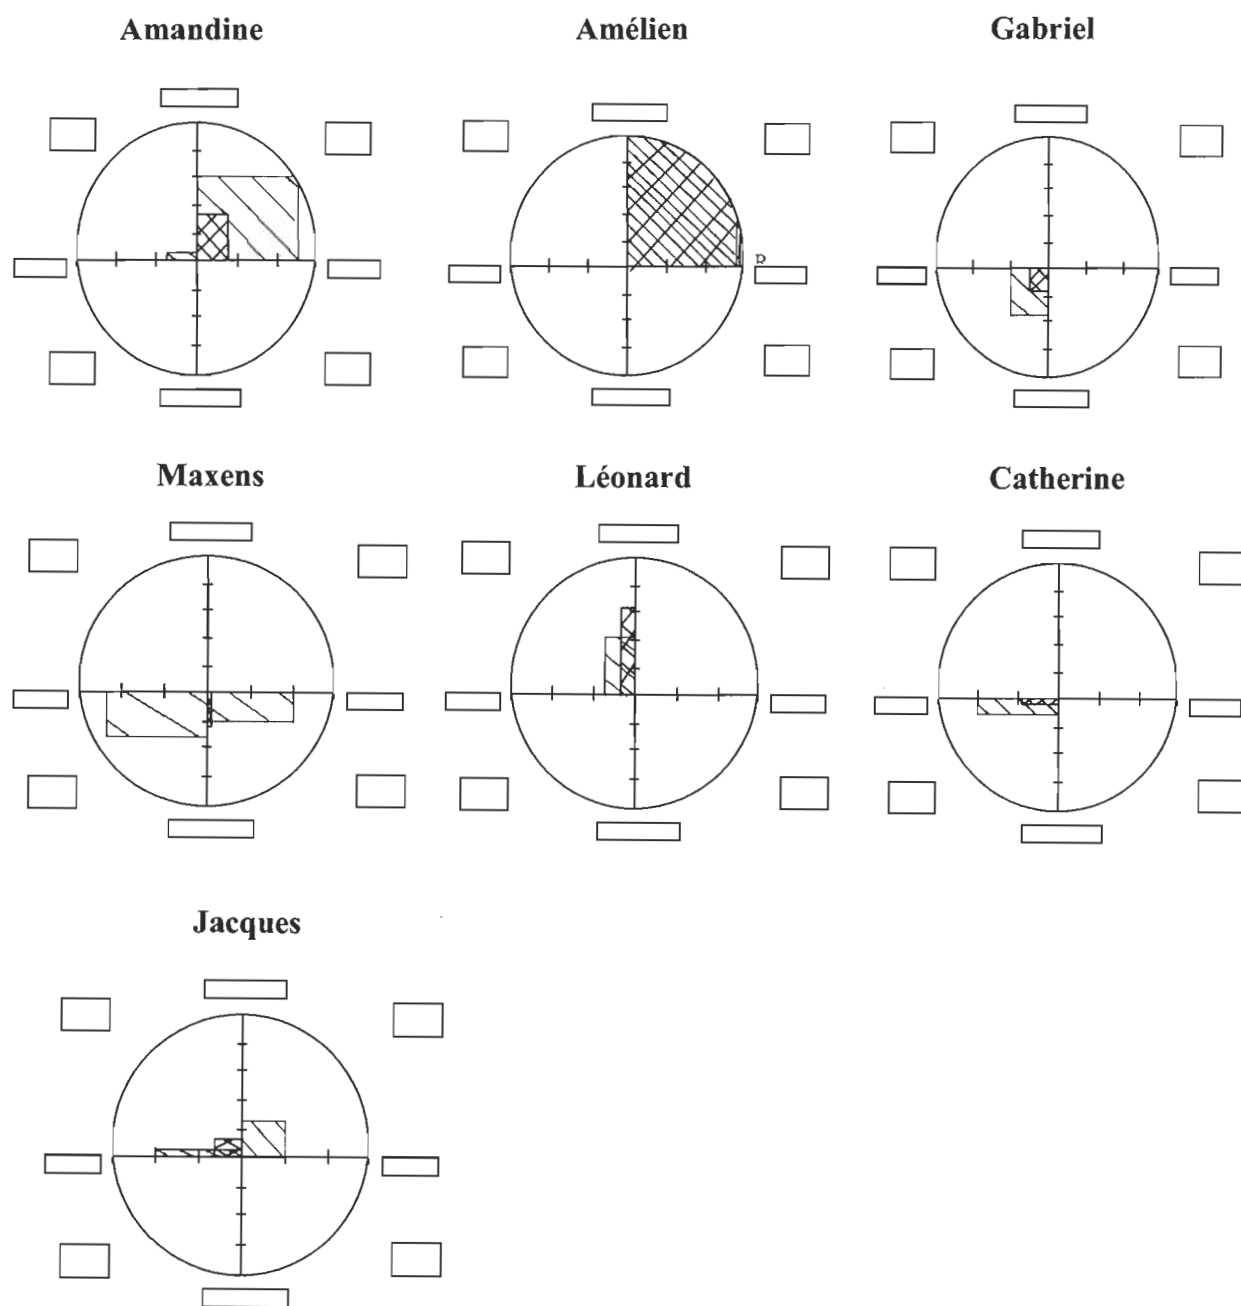 Amandine
Amélien
Gabriel
R
Maxens
Léonard
Catherine
Jacques